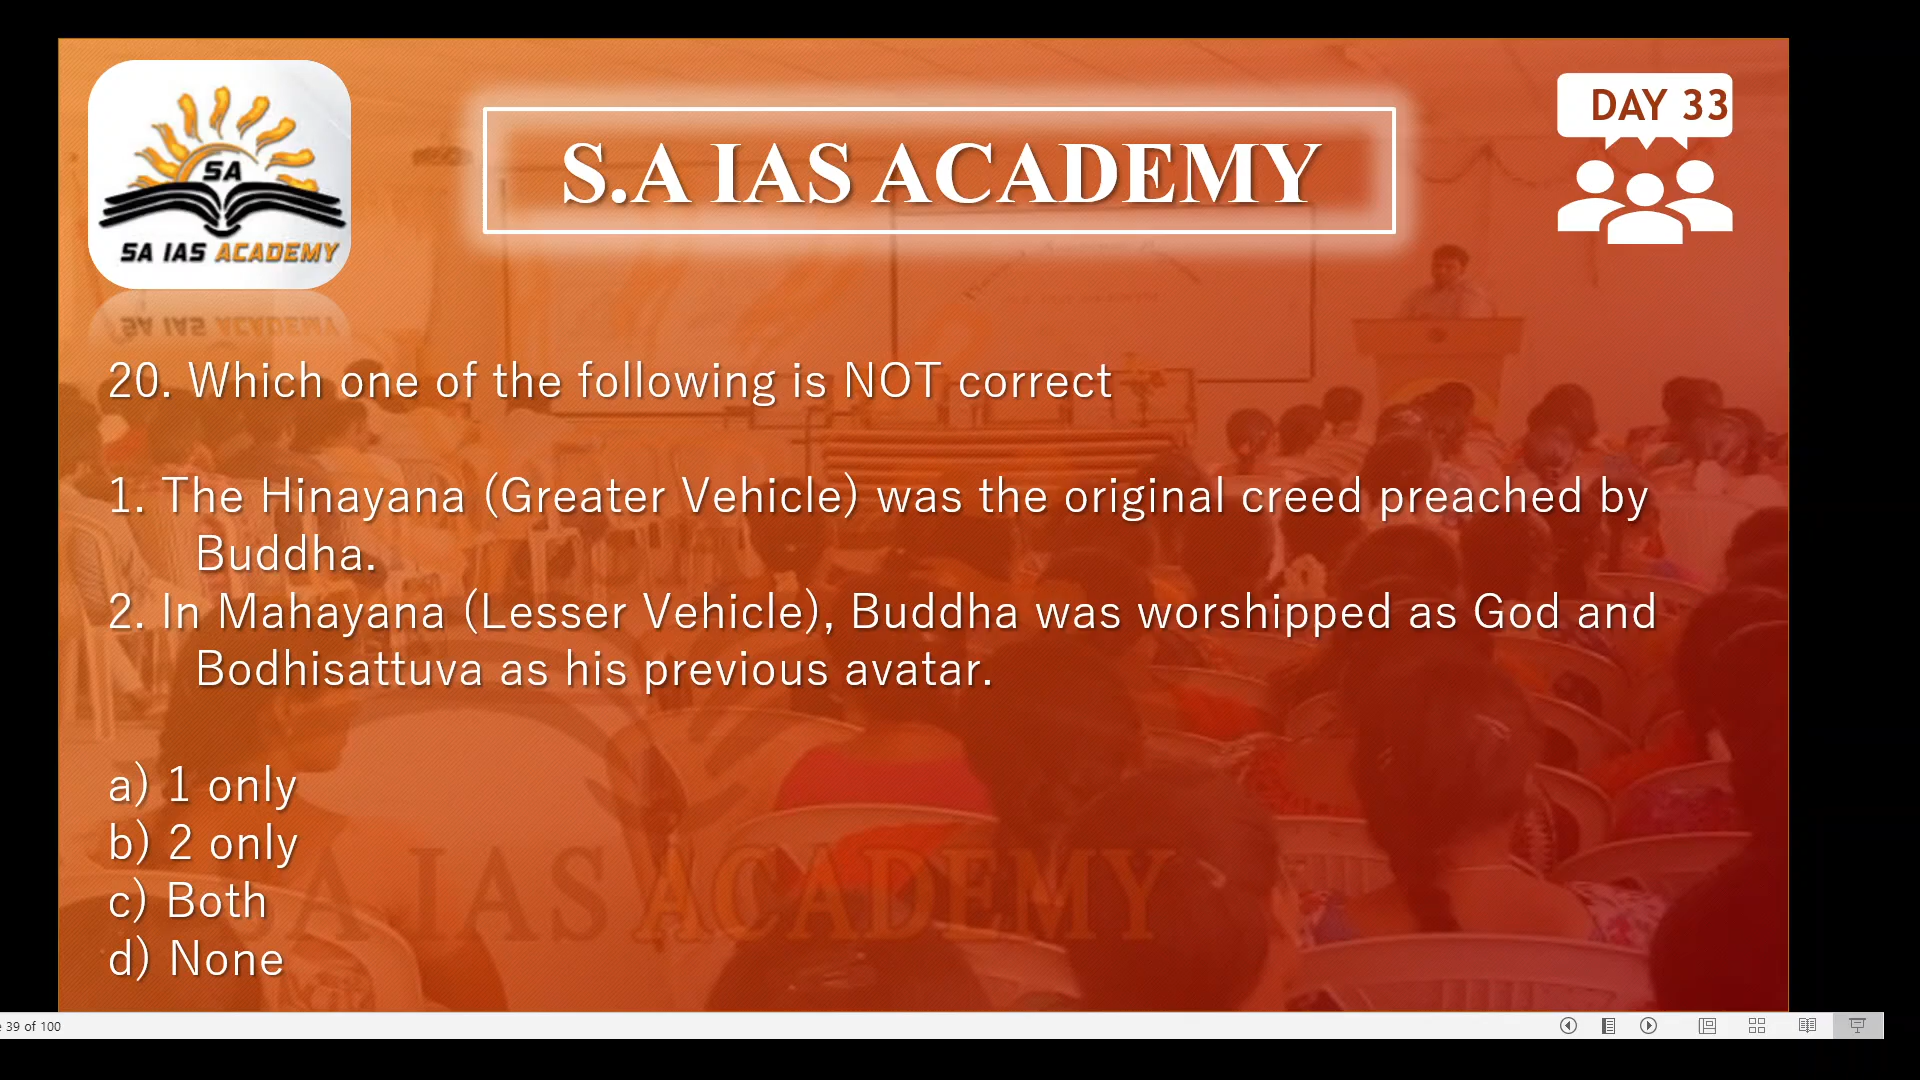 SA
SA IAS ACADEMY
S.A IAS ACADEMY
DAY 33
20. Which one of the following is NOT correct
1. The Hinayana (Greater Vehicle) was the original creed preached by
Buddha.
2. In Mahayana (Lesser Vehicle), Buddha was worshipped as God and
Bodhisattuva as his previous avatar.
a) 1 only
b) 2 only
c) Both
d) None
A IAS ACADEMY
39 of 100